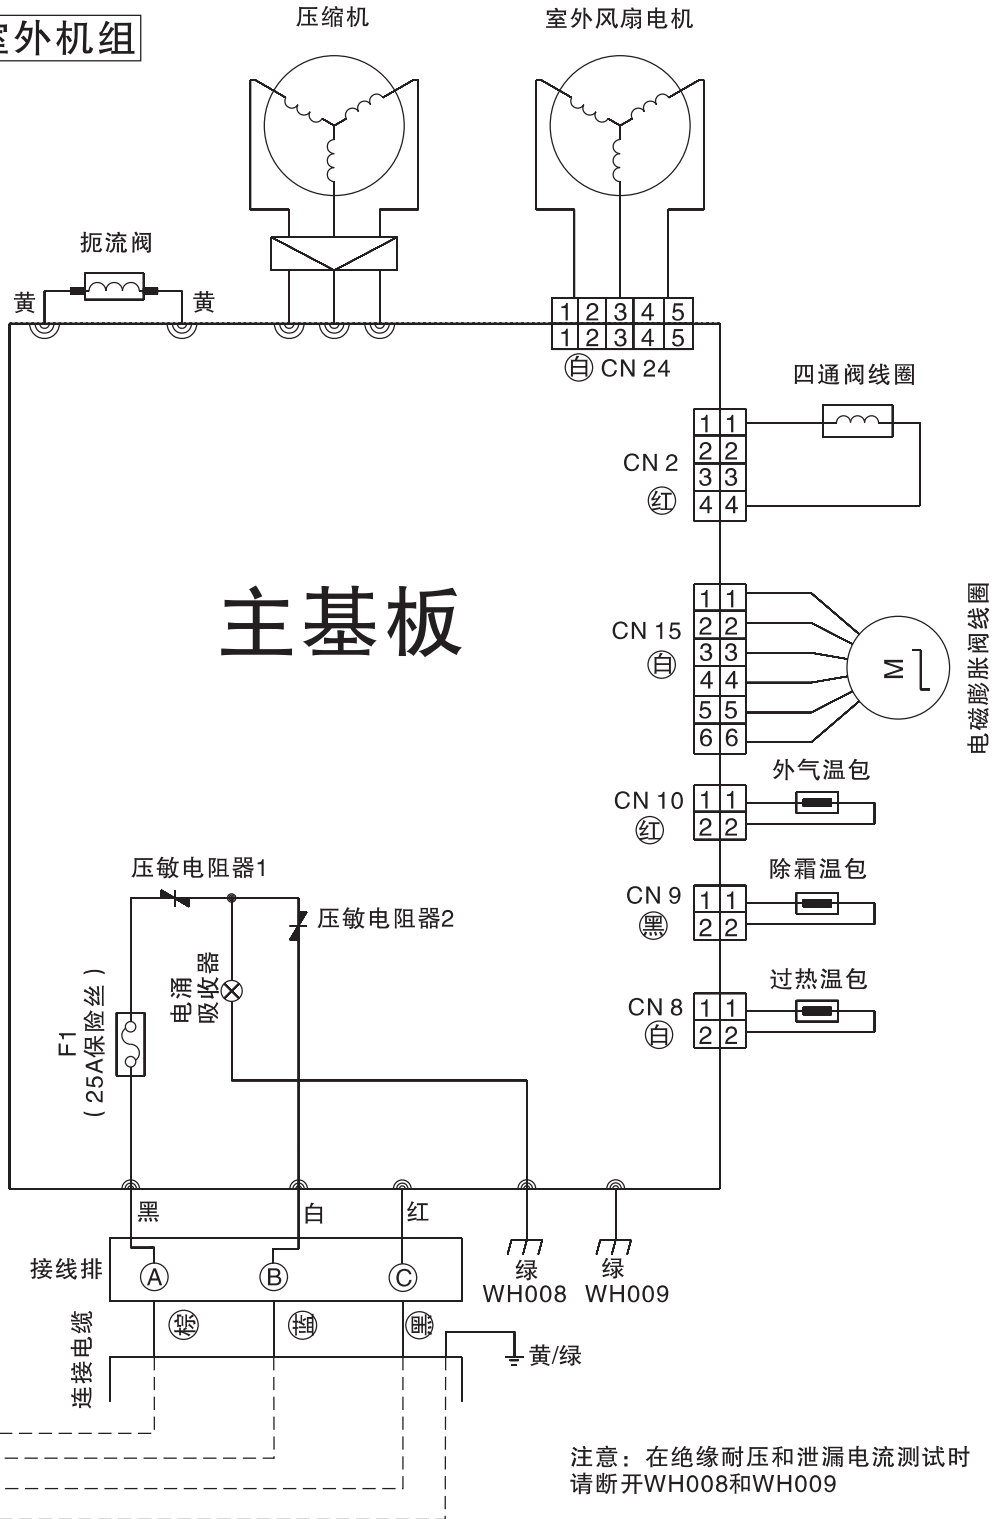 室外机组
压缩机
室外风扇电机
扼流阀
黄
黄
1 2 3 4 5
1 2 3 4 5
白 CN 24
四通阀线圈
1 1
2 2
3 3
4 4
CN 2
红
主基板
1 1
2 2
3 3
4 4
5 5
6 6
CN 15
白
M
电磁膨胀阀线圈
外气温包
CN 10
红
1 1
2 2
除霜温包
CN 9
黑
1 1
2 2
过热温包
CN 8
白
1 1
2 2
压敏电阻器1
压敏电阻器2
电涌
吸收器
F1
(25A保险丝)
黑
白
红
接线排
A
B
C
绿
WH008
绿
WH009
棕
蓝
黑
连接电缆
黄/绿
注意：在绝缘耐压和泄漏电流测试时
请断开WH008和WH009